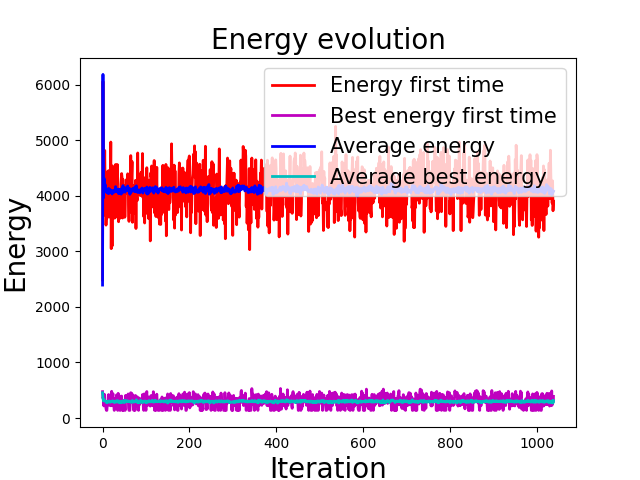 Energy evolution
Energy first time
Best energy first time
Average energy
Average best energy
Energy
6000
5000
4000
3000
2000
1000
0
0 200 400 600 800 1000
Iteration